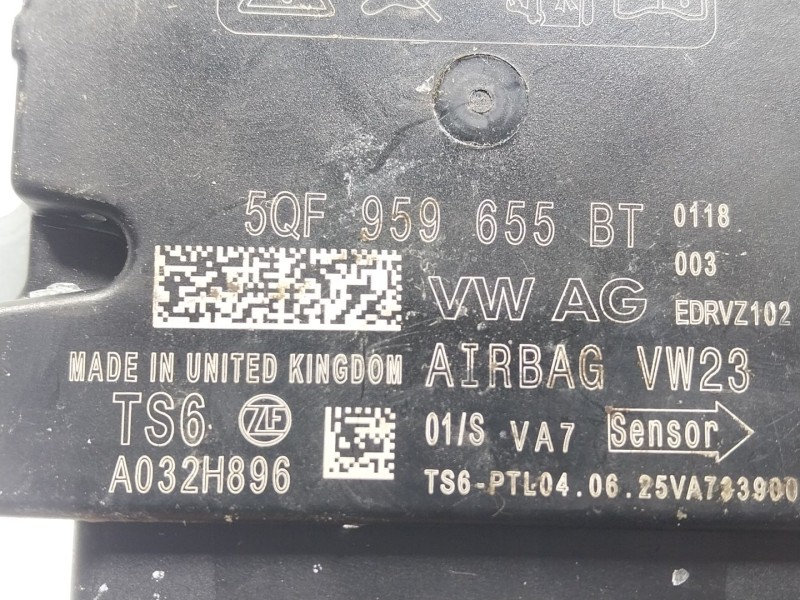 5QF 959 655 BT 0118
003
VW AG EDRVZ102
MADE IN UNITED KINGDOM AIRBAG VW23
TS6 ZF 01/S VA7 Sensor
A032H896 TS6-PTL04.06.25VA733900